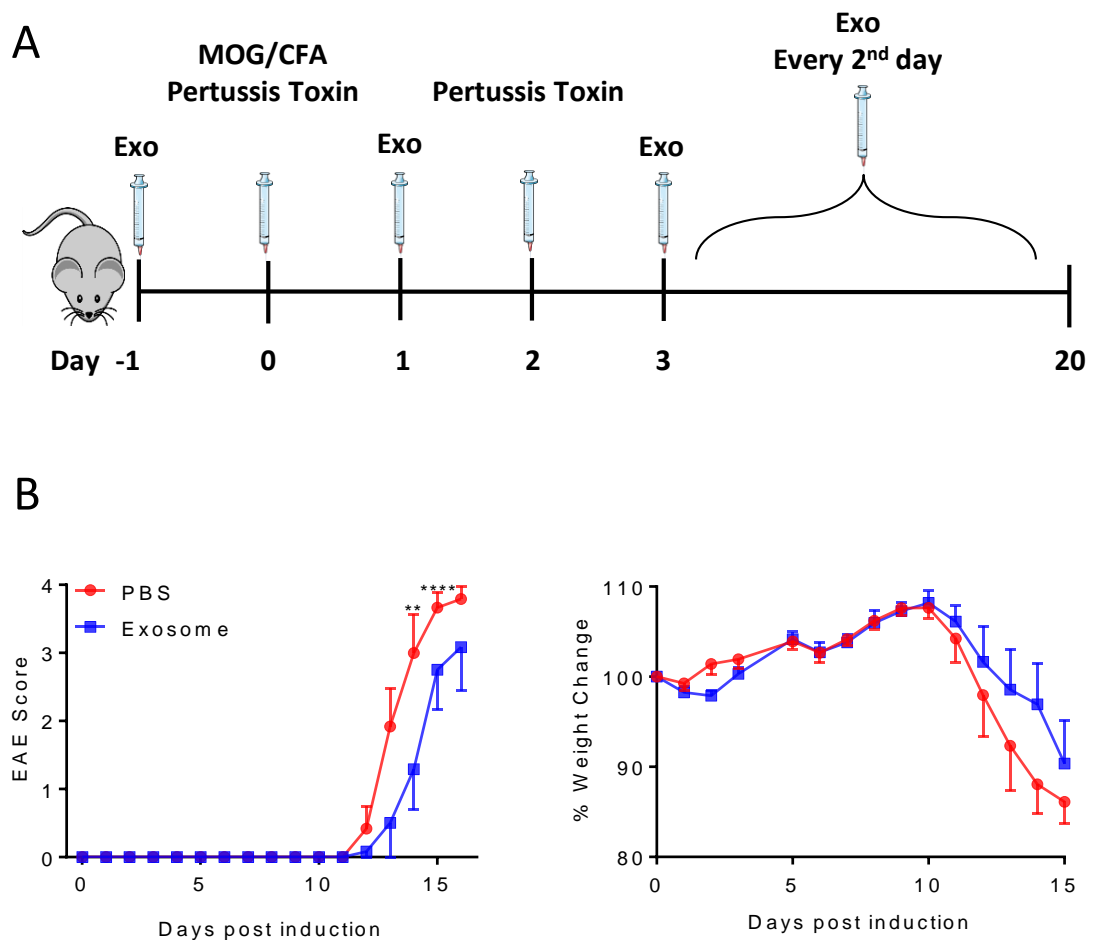 A
MOG/CFA
Pertussis Toxin
Pertussis Toxin
Exo
Every 2nd day
Exo
Exo
Exo
Day -1 0 1 2 3 20
B
PBS
Exosome
** ****
EAE Score
4
3
2
1
0
0 5 10 15
Days post induction
% Weight Change
110
100
90
80
0 5 10 15
Days post induction